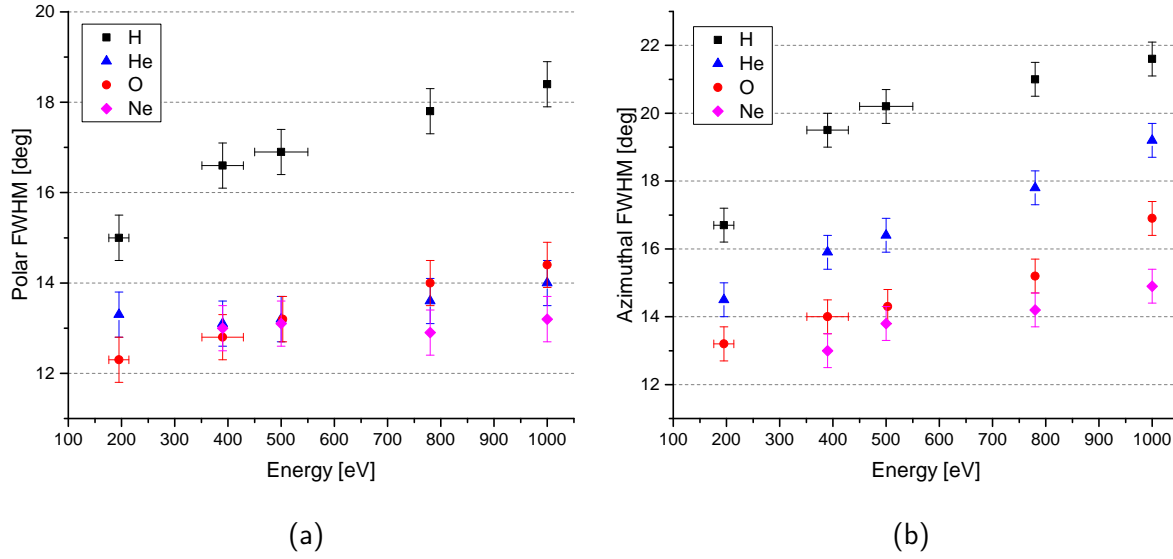 20
18
16
14
12
100 200 300 400 500 600 700 800 900 1000
Polar FWHM [deg]
Energy [eV]
H
He
O
Ne
(a)
22
20
18
16
14
12
100 200 300 400 500 600 700 800 900 1000
Azimuthal FWHM [deg]
Energy [eV]
H
He
O
Ne
(b)